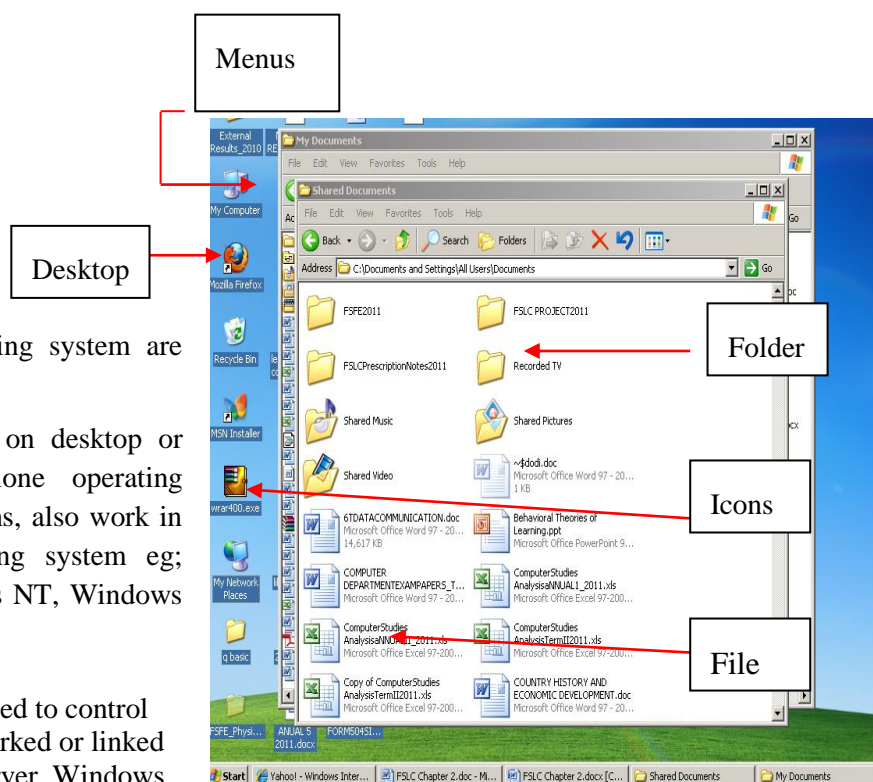 Menus
Desktop
ing system are
on desktop or
lone operating
s, also work in
ng system eg;
s NT, Windows
ed to control
rked or linked
rver, Windows
External
Results_2010
RE
My Computer
Mozilla Firefox
Recycle Bin
MSN Installer
wrar400.exe
My Network
Places
q basic
FSFE_Physi...
ANUAL 5
2011.docx
FORMS04SI...
My Documents
File Edit View Favorites Tools Help
Ac
Go
Shared Documents
File Edit View Favorites Tools Help
Back Search Folders
Address C:\Documents and Settings\All Users\Documents Go
FSFE2011
FSLC PROJECT2011
FSLCPrescriptionNotes2011
Recorded TV
Shared Music
Shared Pictures
Shared Video
~$dodi.doc
Microsoft Office Word 97 - 20...
1 KB
6TDATACOMMUNICATION.doc
Microsoft Office Word 97 - 20...
14,617 KB
Behavioral Theories of
Learning.ppt
Microsoft Office PowerPoint 9...
COMPUTER
DEPARTMENTEXAMPAPERS_T...
Microsoft Office Word 97 - 20...
ComputerStudies
AnalysisANNUAL1_2011.xls
Microsoft Office Excel 97-200...
ComputerStudies
Microsoft Office Excel 97-200...
ComputerStudies
AnalysisTermII2011.xls
Microsoft Office Excel 97-200...
Copy of ComputerStudies
AnalysisTermII2011.xls
Microsoft Office Excel 97-200...
COUNTRY HISTORY AND
ECONOMIC DEVELOPMENT.doc
Microsoft Office Word 97 - 20...
Folder
Icons
File
Start
Yahoo! - Windows Inter...
FSLC Chapter 2.doc - Mi...
FSLC Chapter 2.docx [C...
Shared Documents
My Documents